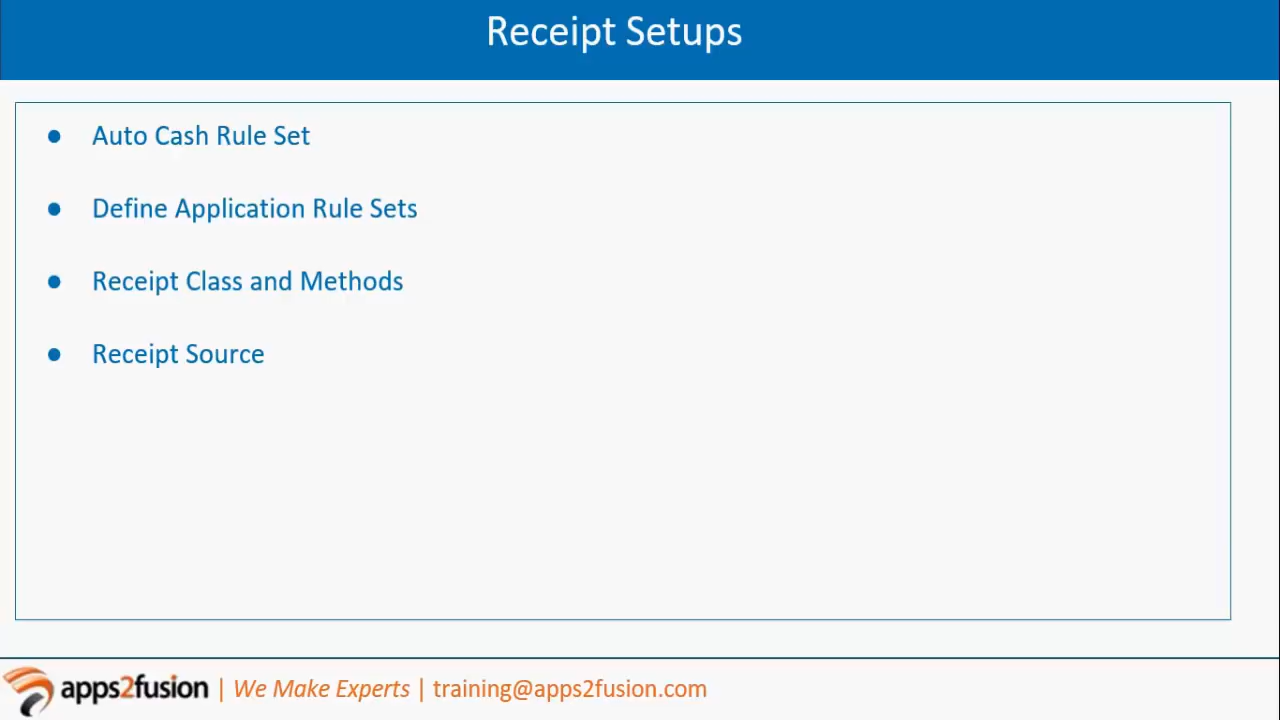 Receipt Setups
● Auto Cash Rule Set
● Define Application Rule Sets
● Receipt Class and Methods
● Receipt Source
apps2fusion | We Make Experts | training@apps2fusion.com